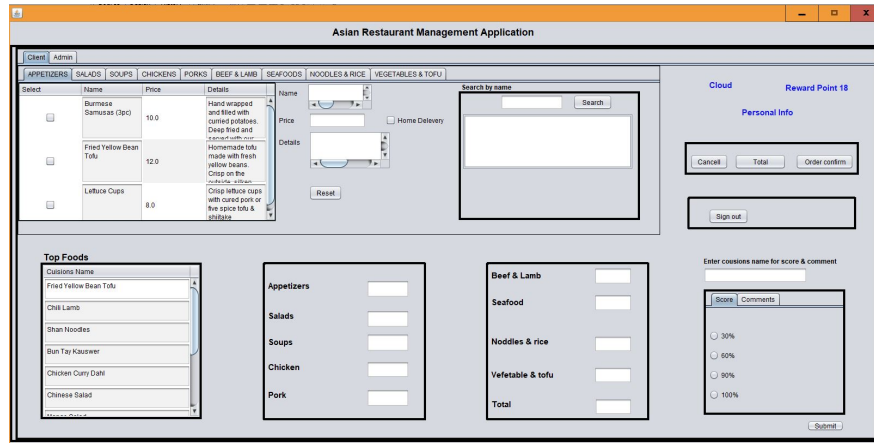 Asian Restaurant Management Application
Client Admin
APPETIZERS SALADS SOUPS CHICKENS PORKS BEEF & LAMB SEAFOODS NOODLES & RICE VEGETABLES & TOFU
Select Name Price Details
Burmese Samusas (3pc) 10.0 Hand wrapped
and filled with
curried potatoes.
Deep fried and
served with our
Fried Yellow Bean Tofu 12.0 Homemade tofu
made with fresh
yellow beans.
Crisp on the
outside, silken
Lettuce Cups 8.0 Crisp lettuce cups
with cured pork or
five spice tofu &
shiitake
Name
Price
Home Delevery
Details
Reset
Search by name
Search
Cloud
Reward Point 18
Personal Info
Cancell Total Order confirm
Sign out
Top Foods
Cuisions Name
Fried Yellow Bean Tofu
Chili Lamb
Shan Noodles
Bun Tay Kauswer
Chicken Curry Dahl
Chinese Salad
Mango Salad
Appetizers
Salads
Soups
Chicken
Pork
Beef & Lamb
Seafood
Noddles & rice
Vefetable & tofu
Total
Enter cousions name for score & comment
Score Comments
30%
60%
90%
100%
Submit